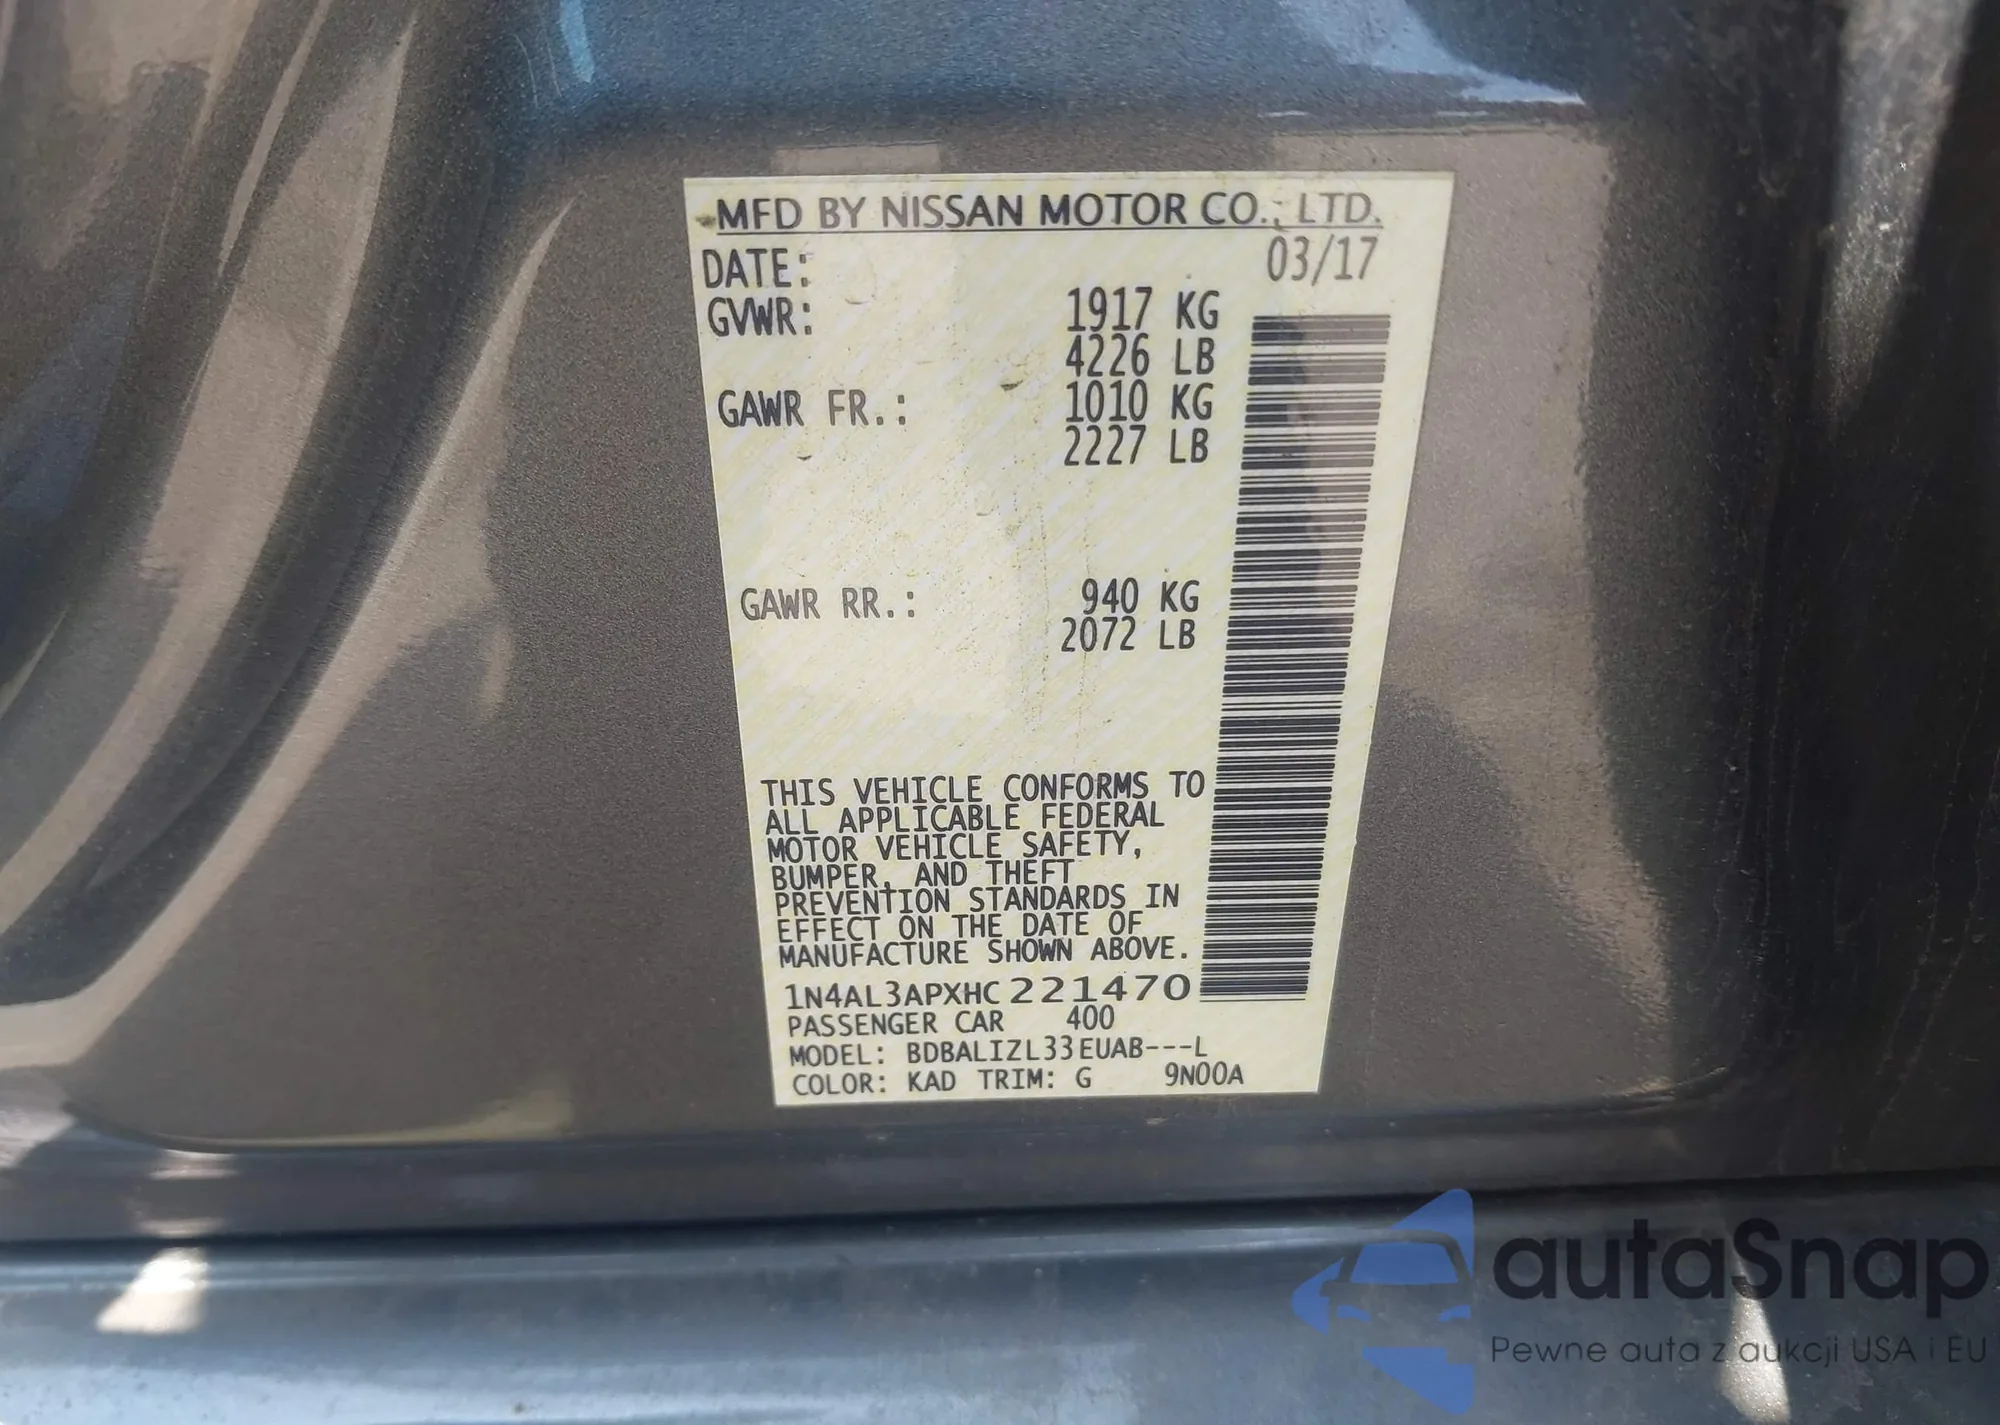 MFD BY NISSAN MOTOR CO., LTD.
DATE: 03/17
GVWR: 1917 KG
4226 LB
GAWR FR.: 1010 KG
2227 LB
GAWR RR.: 940 KG
2072 LB
THIS VEHICLE CONFORMS TO
ALL APPLICABLE FEDERAL
MOTOR VEHICLE SAFETY,
BUMPER, AND THEFT
PREVENTION STANDARDS IN
EFFECT ON THE DATE OF
MANUFACTURE SHOWN ABOVE.
1N4AL3APXHC221470
PASSENGER CAR 400
MODEL: BDBALIZL33EUAB---L
COLOR: KAD TRIM: G 9N00A
autaSnap
Pewne auta z aukcji USA i EU